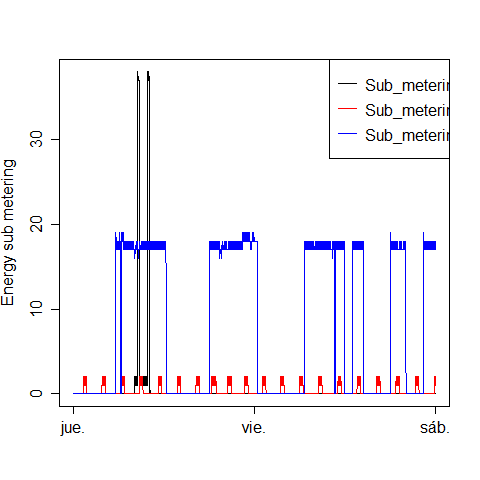 Sub_meterin
Sub_meterin
Sub_meterin
Energy sub metering
30
20
10
0
jue.
vie.
sáb.